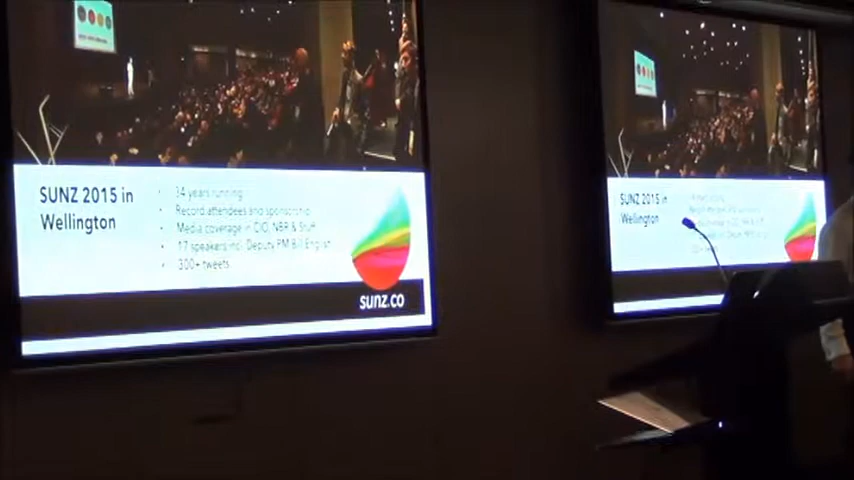 SUNZ 2015 in
Wellington
• 34 years running
• Record attendees and sponsorship
• Media coverage in CIO, NBR & Stuff
• 17 speakers incl. Deputy PM Bill English
• 300+ tweets
sunz.co
SUNZ 2015 in
Wellington